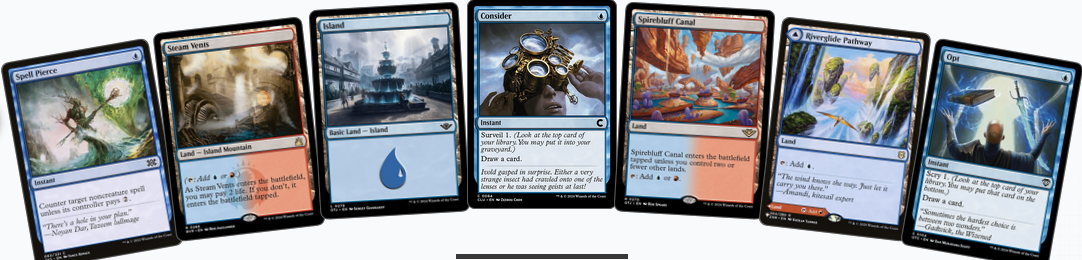 Spell Pierce
Instant
Counter target noncreature spell
unless its controller pays 2.
"There's a hole in your plan."
—Noyan Dar, Tazeem lullmage
Steam Vents
Land — Island Mountain
(: Add or .)
As Steam Vents enters the battlefield,
you may pay 2 life. If you don't, it
enters the battlefield tapped.
Island
Basic Land — Island
Consider
Instant
Surveil 1. (Look at the top card of
your library. You may put it into your
graveyard.)
Draw a card.
Ivold gasped in surprise. Either a very
strange insect had crawled onto one of the
lenses or he was seeing geists at last!
Spirebluff Canal
Land
Spirebluff Canal enters the battlefield
tapped unless you control two or
fewer other lands.
: Add or .
Riverglide Pathway
Land
: Add .
"The wind knows the way. Just let it
carry you there."
—Amandi, kitesail expert
Land
Add
Opt
Instant
Scry 1. (Look at the top card of your
library. You may put that card on the
bottom.)
Draw a card.
"Sometimes the hardest choice is
between two wonders."
—Gadwick, the Wizened